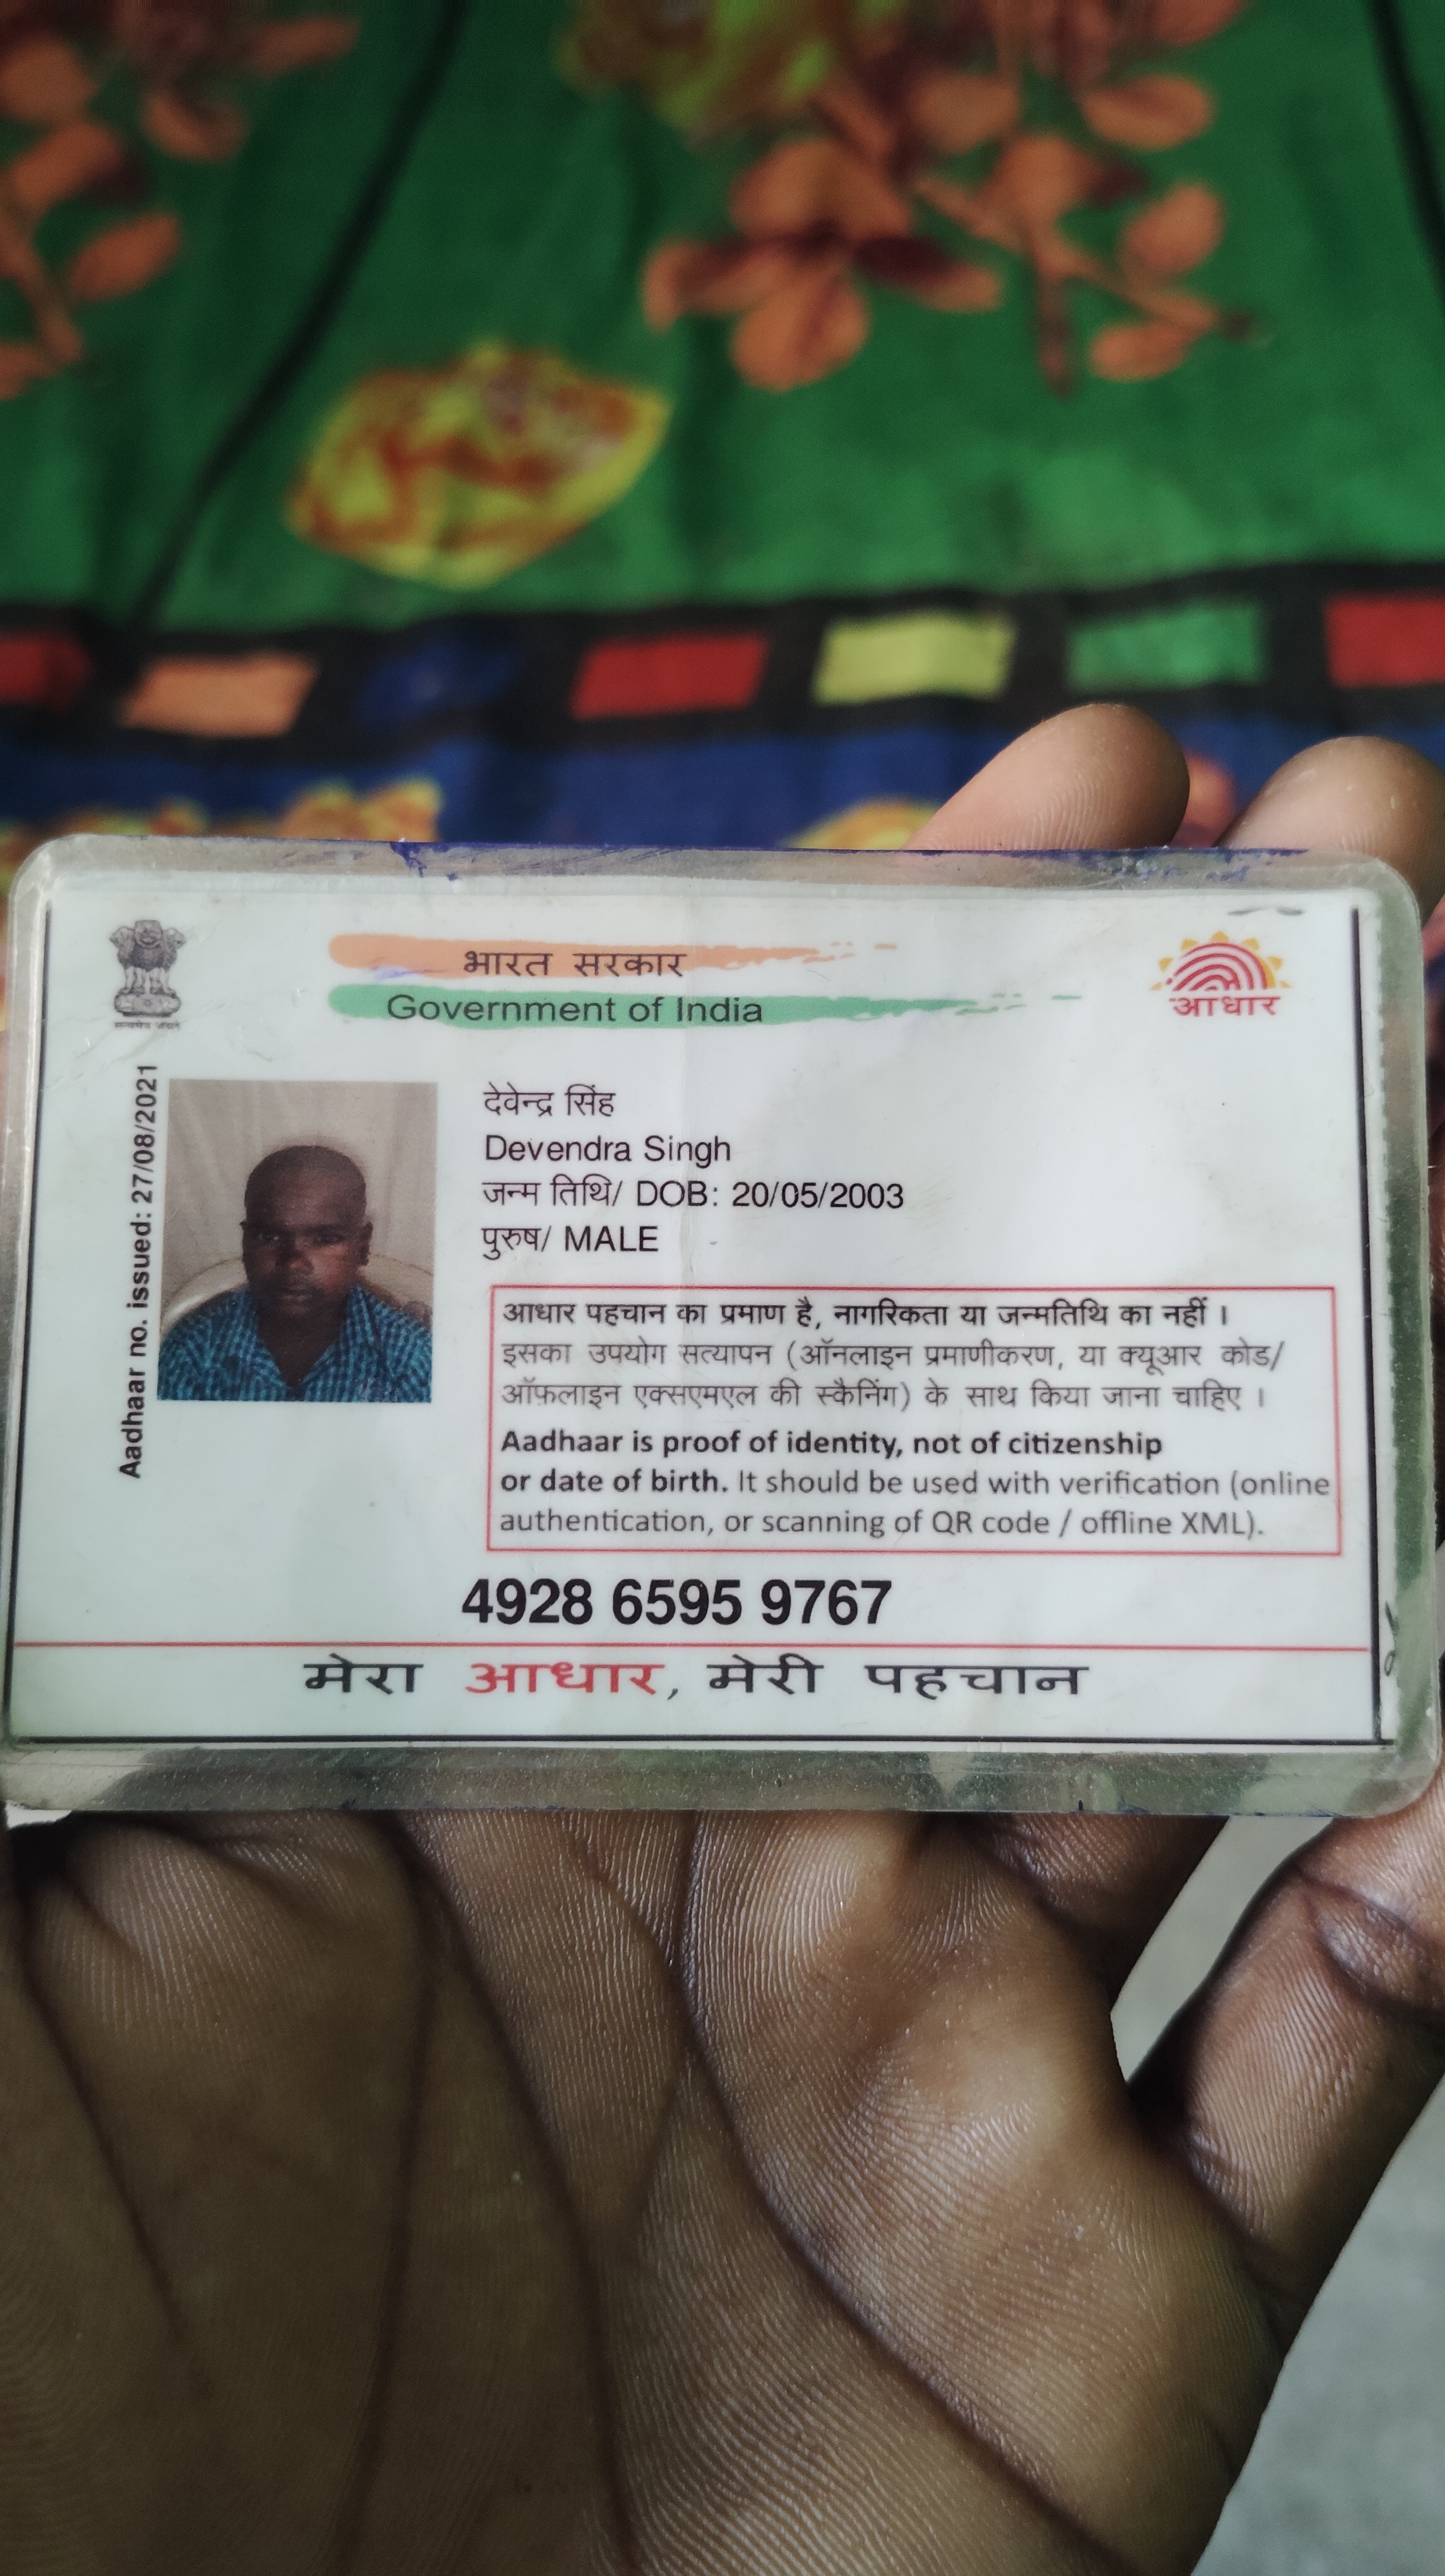 भारत सरकार
Government of India
आधार
Aadhaar no. issued: 27/08/2021
देवेन्द्र सिंह
Devendra Singh
जन्म तिथि/ DOB: 20/05/2003
पुरुष/ MALE
आधार पहचान का प्रमाण है, नागरिकता या जन्मतिथि का नहीं ।
इसका उपयोग सत्यापन (ऑनलाइन प्रमाणीकरण, या क्यूआर कोड/
ऑफ़लाइन एक्सएमएल की स्कैनिंग) के साथ किया जाना चाहिए ।
Aadhaar is proof of identity, not of citizenship
or date of birth. It should be used with verification (online
authentication, or scanning of QR code / offline XML).
4928 6595 9767
मेरा आधार, मेरी पहचान